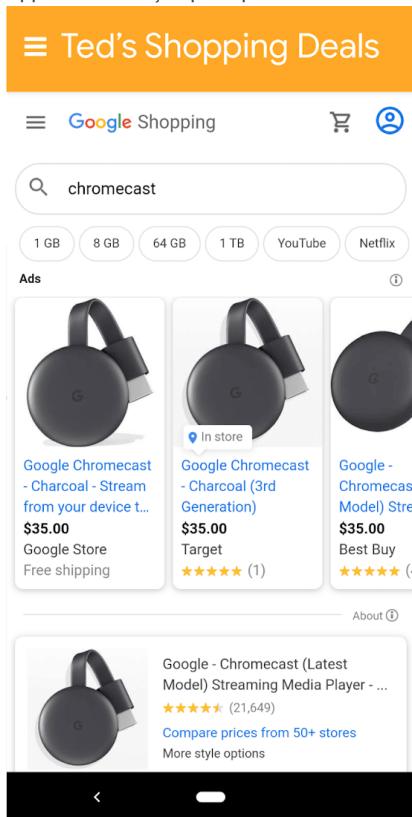 Ted's Shopping Deals
Google Shopping
chromecast
1 GB
8 GB
64 GB
1 TB
YouTube
Netflix
Ads
In store
Google Chromecast
- Charcoal - Stream
from your device t...
$35.00
Google Store
Free shipping
Google Chromecast
- Charcoal (3rd
Generation)
$35.00
Target
(1)
Google -
Chromecas
Model) Stre
$35.00
Best Buy
About
Google - Chromecast (Latest
Model) Streaming Media Player - ...
(21,649)
Compare prices from 50+ stores
More style options